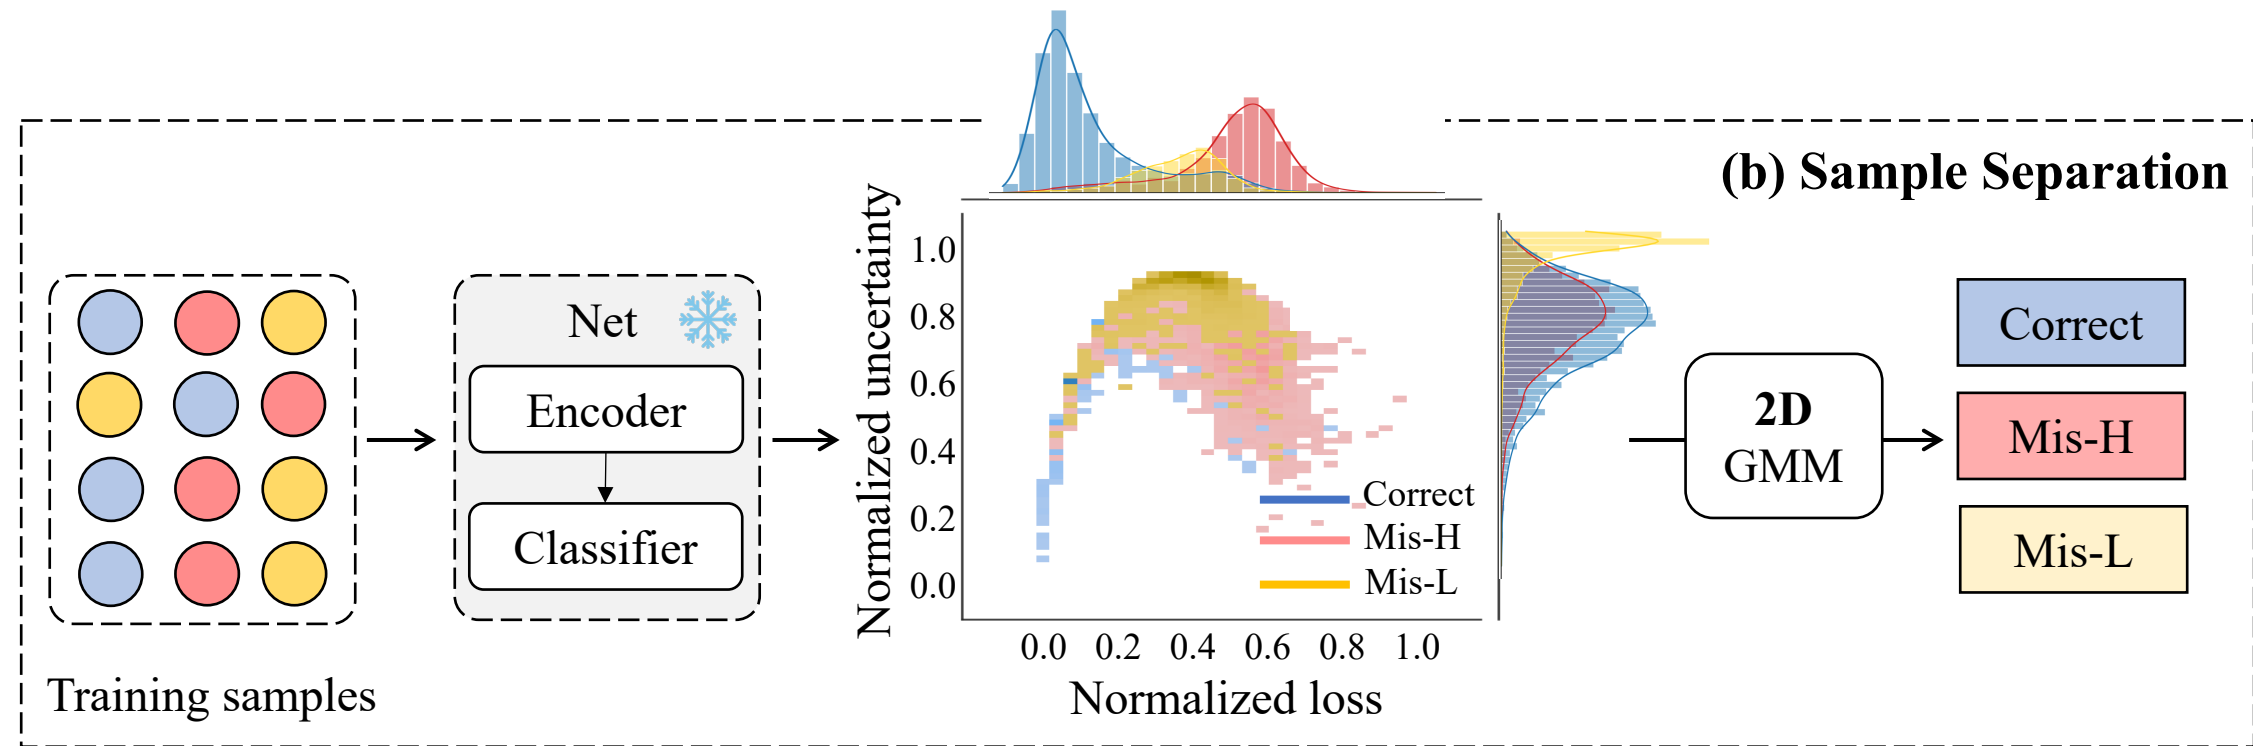 (b) Sample Separation
Training samples
Net
Encoder
Classifier
Normalized uncertainty
1.0
0.8
0.6
0.4
0.2
0.0
Correct
Mis-H
Mis-L
0.0 0.2 0.4 0.6 0.8 1.0
Normalized loss
2D
GMM
Correct
Mis-H
Mis-L